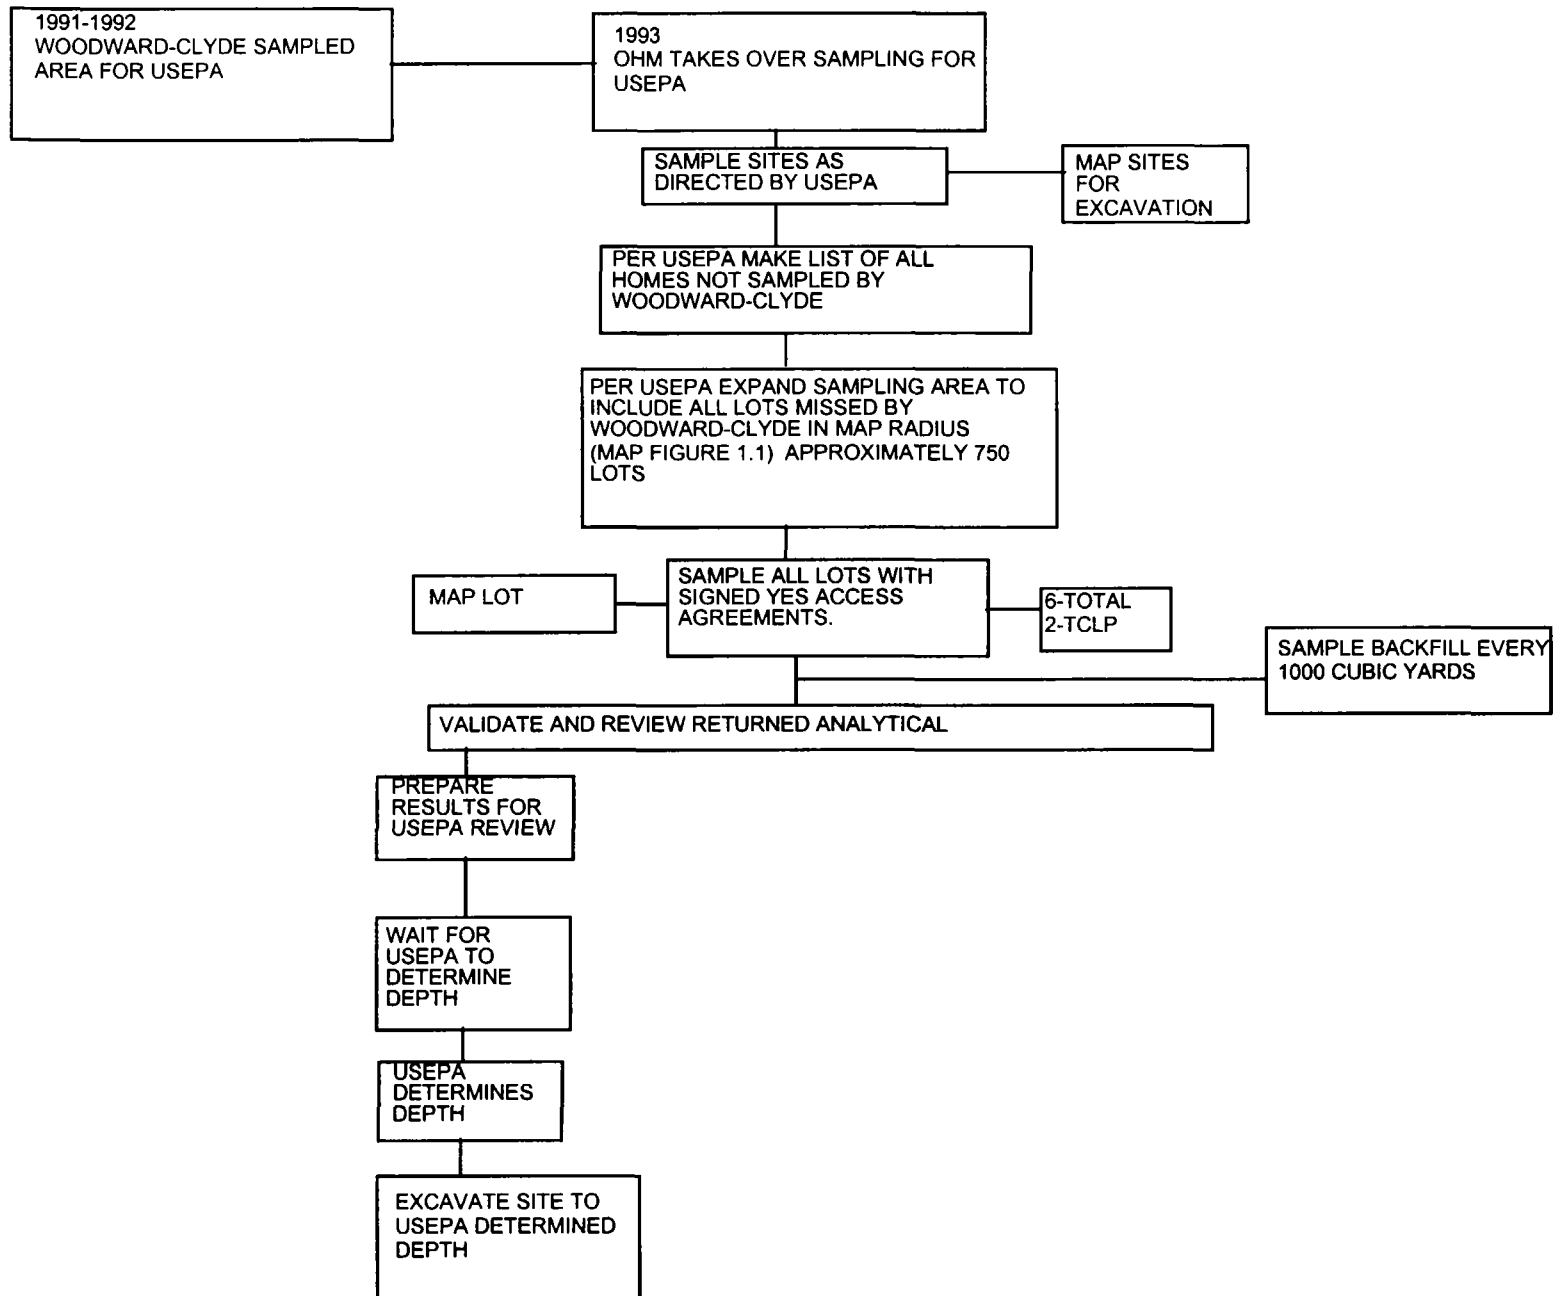 1991-1992
WOODWARD-CLYDE SAMPLED
AREA FOR USEPA
1993
OHM TAKES OVER SAMPLING FOR
USEPA
SAMPLE SITES AS
DIRECTED BY USEPA
MAP SITES
FOR
EXCAVATION
PER USEPA MAKE LIST OF ALL
HOMES NOT SAMPLED BY
WOODWARD-CLYDE
PER USEPA EXPAND SAMPLING AREA TO
INCLUDE ALL LOTS MISSED BY
WOODWARD-CLYDE IN MAP RADIUS
(MAP FIGURE 1.1) APPROXIMATELY 750
LOTS
MAP LOT
SAMPLE ALL LOTS WITH
SIGNED YES ACCESS
AGREEMENTS.
6-TOTAL
2-TCLP
SAMPLE BACKFILL EVERY
1000 CUBIC YARDS
VALIDATE AND REVIEW RETURNED ANALYTICAL
PREPARE
RESULTS FOR
USEPA REVIEW
WAIT FOR
USEPA TO
DETERMINE
DEPTH
USEPA
DETERMINES
DEPTH
EXCAVATE SITE TO
USEPA DETERMINED
DEPTH